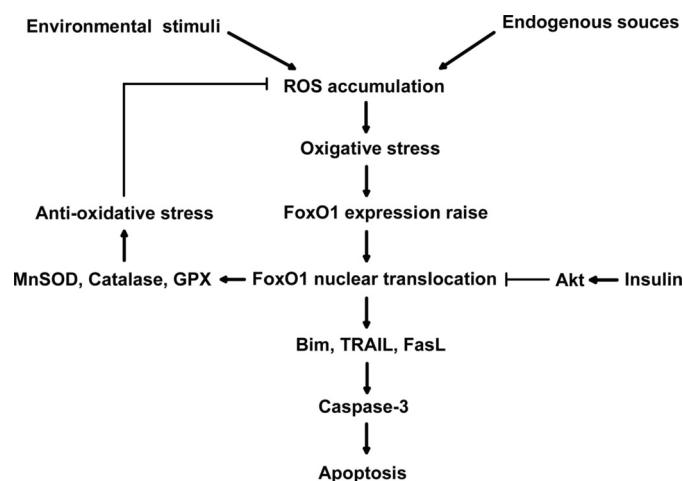 Environmental stimuli
Endogenous souces
ROS accumulation
Oxigative stress
Anti-oxidative stress
FoxO1 expression raise
MnSOD, Catalase, GPX
FoxO1 nuclear translocation
Akt
Insulin
Bim, TRAIL, FasL
Caspase-3
Apoptosis